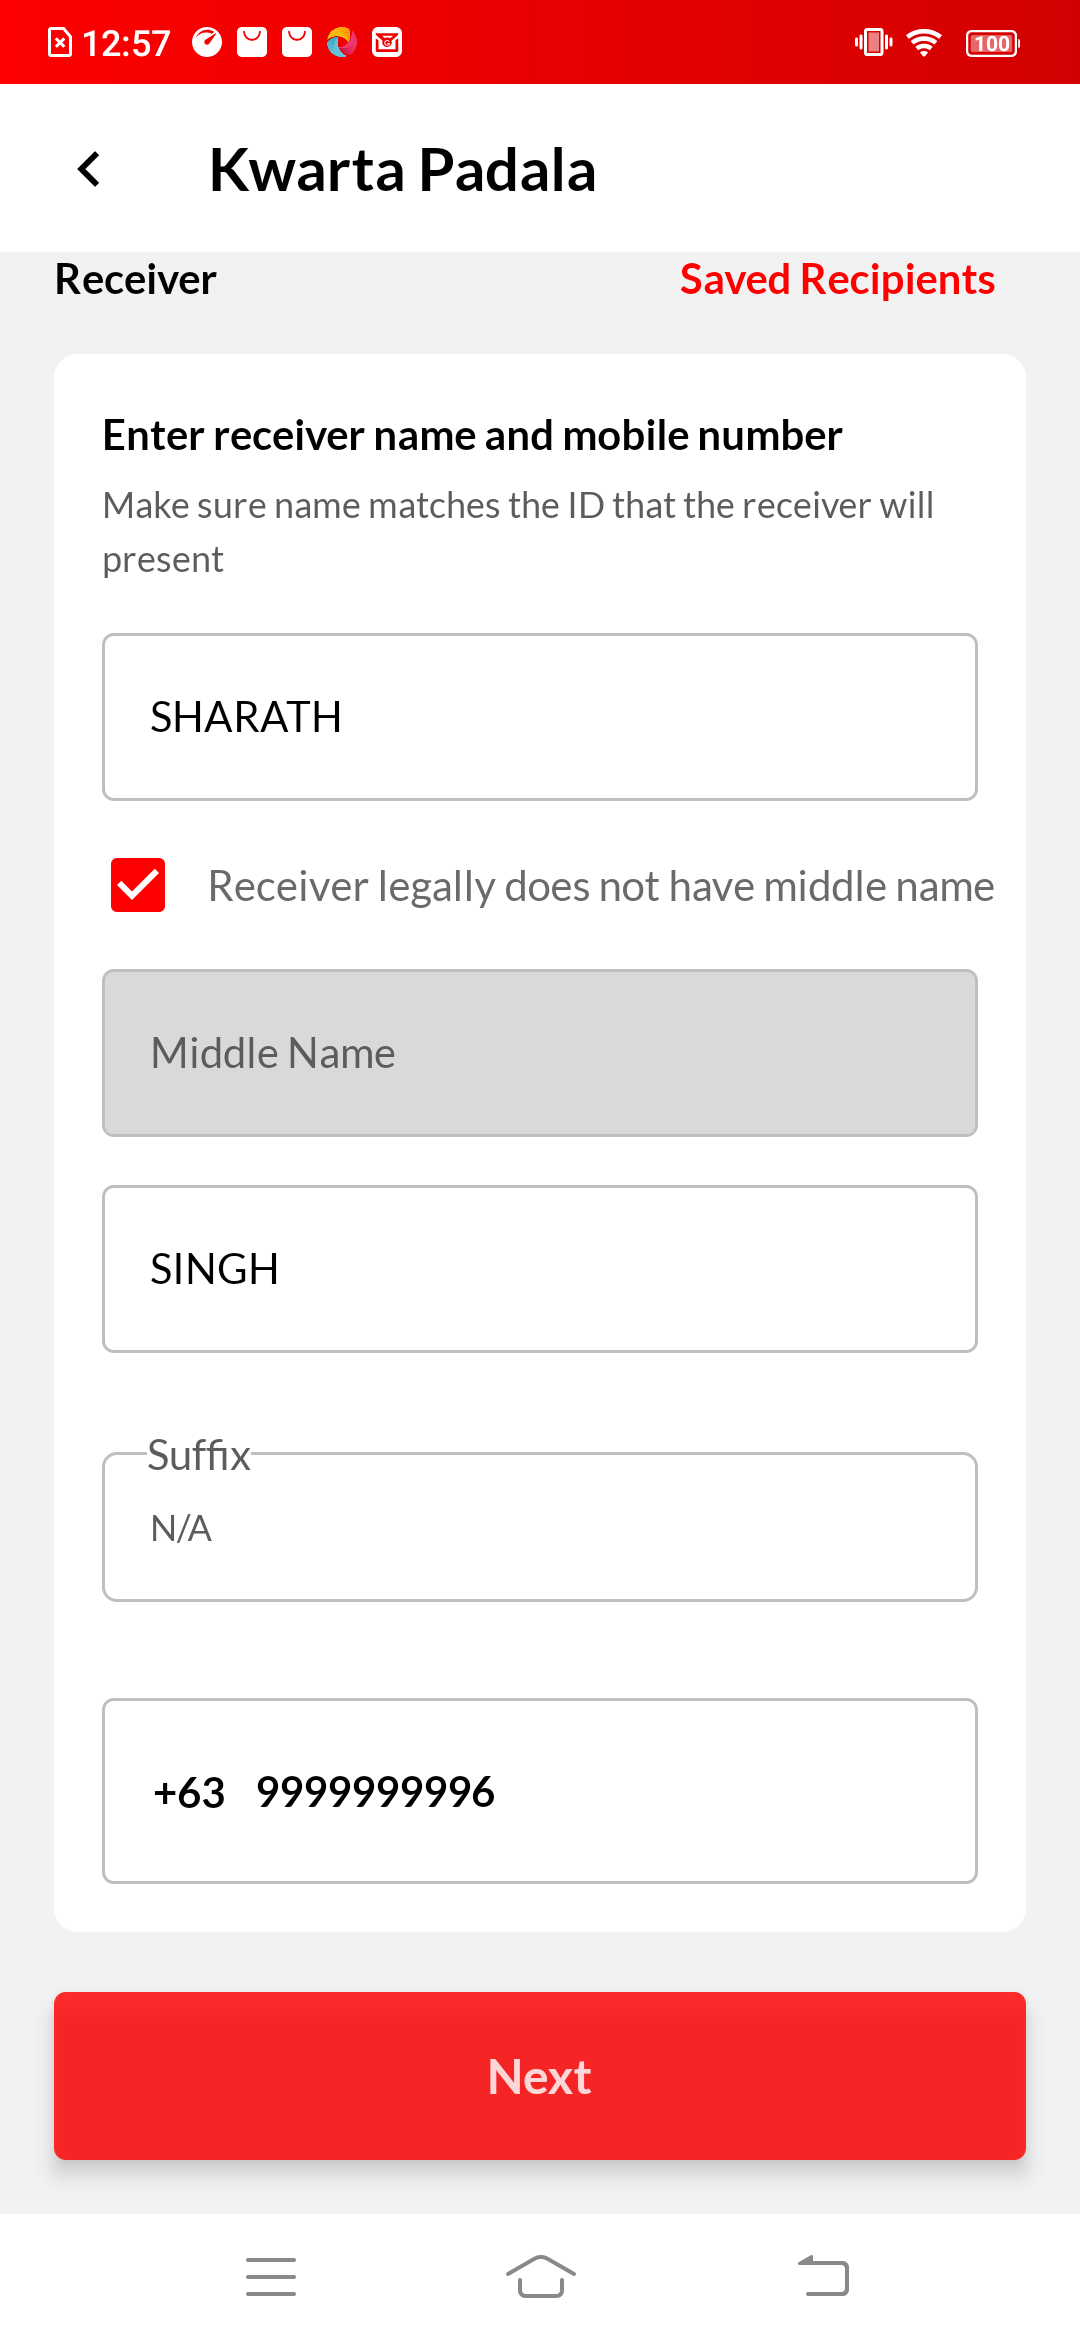 12:57
100
Kwarta Padala
Receiver
Saved Recipients
Enter receiver name and mobile number
Make sure name matches the ID that the receiver will
present
SHARATH
Receiver legally does not have middle name
Middle Name
SINGH
Suffix
N/A
+63 9999999996
Next